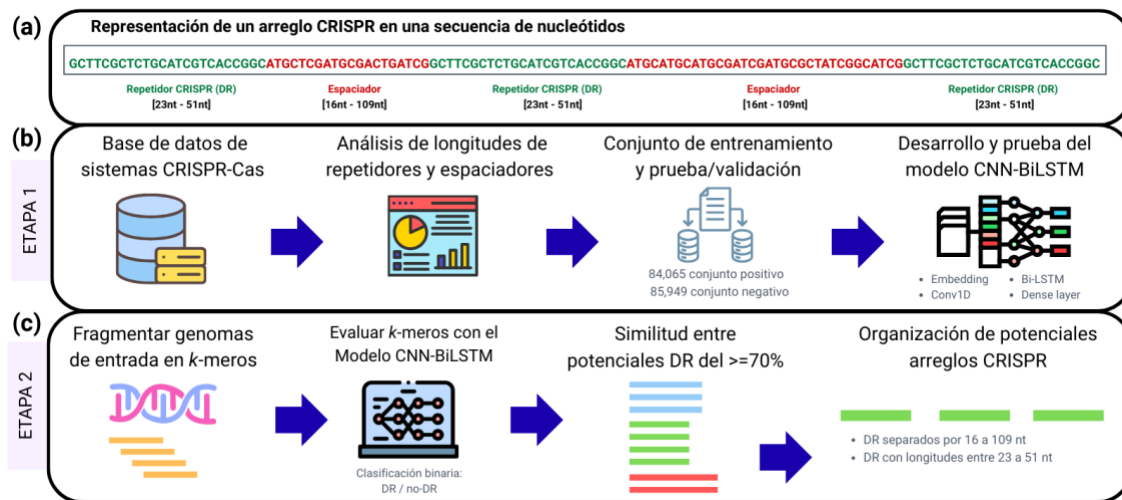 (a)
Representación de un arreglo CRISPR en una secuencia de nucleótidos
GCTTCGCTCTGCATCGTCACCGGCATGCTCGATGCGACTGATCGGCTTCGCTCTGCATCGTCACCGGCATGCATGCATGCGATCGATGCGCTATCGGCATCGGCTTCGCTCTGCATCGTCACCGGC
Repetidor CRISPR (DR) Espaciador Repetidor CRISPR (DR) Espaciador Repetidor CRISPR (DR)
[23nt - 51nt] [16nt - 109nt] [23nt - 51nt] [16nt - 109nt] [23nt - 51nt]
(b)
ETAPA 1
Base de datos de
sistemas CRISPR-Cas
Análisis de longitudes de
repetidores y espaciadores
Conjunto de entrenamiento
y prueba/validación
84,065 conjunto positivo
85,949 conjunto negativo
Desarrollo y prueba del
modelo CNN-BiLSTM
• Embedding • Bi-LSTM
• Conv1D • Dense layer
(c)
ETAPA 2
Fragmentar genomas
de entrada en k-meros
Evaluar k-meros con el
Modelo CNN-BiLSTM
Clasificación binaria:
DR / no-DR
Similitud entre
potenciales DR del >=70%
Organización de potenciales
arreglos CRISPR
• DR separados por 16 a 109 nt
• DR con longitudes entre 23 a 51 nt